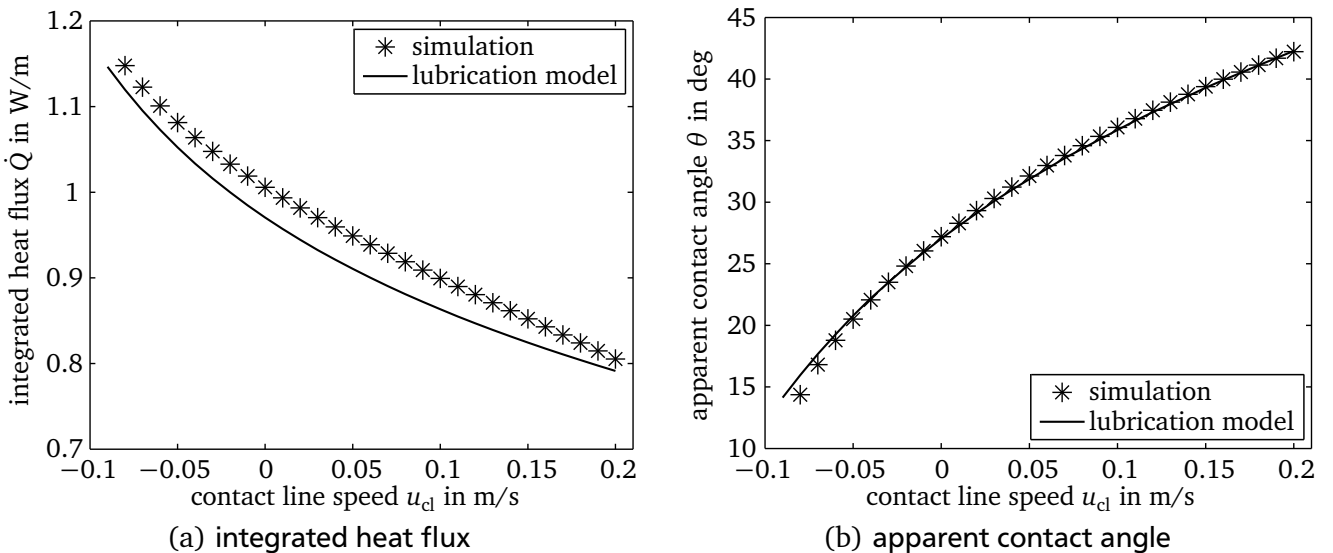 1.2
1.1
1
0.9
0.8
0.7
−0.1 −0.05 0 0.05 0.1 0.15 0.2
integrated heat flux Q̇ in W/m
contact line speed u_cl in m/s
simulation
lubrication model
(a) integrated heat flux
45
40
35
30
25
20
15
10
−0.1 −0.05 0 0.05 0.1 0.15 0.2
apparent contact angle θ in deg
contact line speed u_cl in m/s
simulation
lubrication model
(b) apparent contact angle